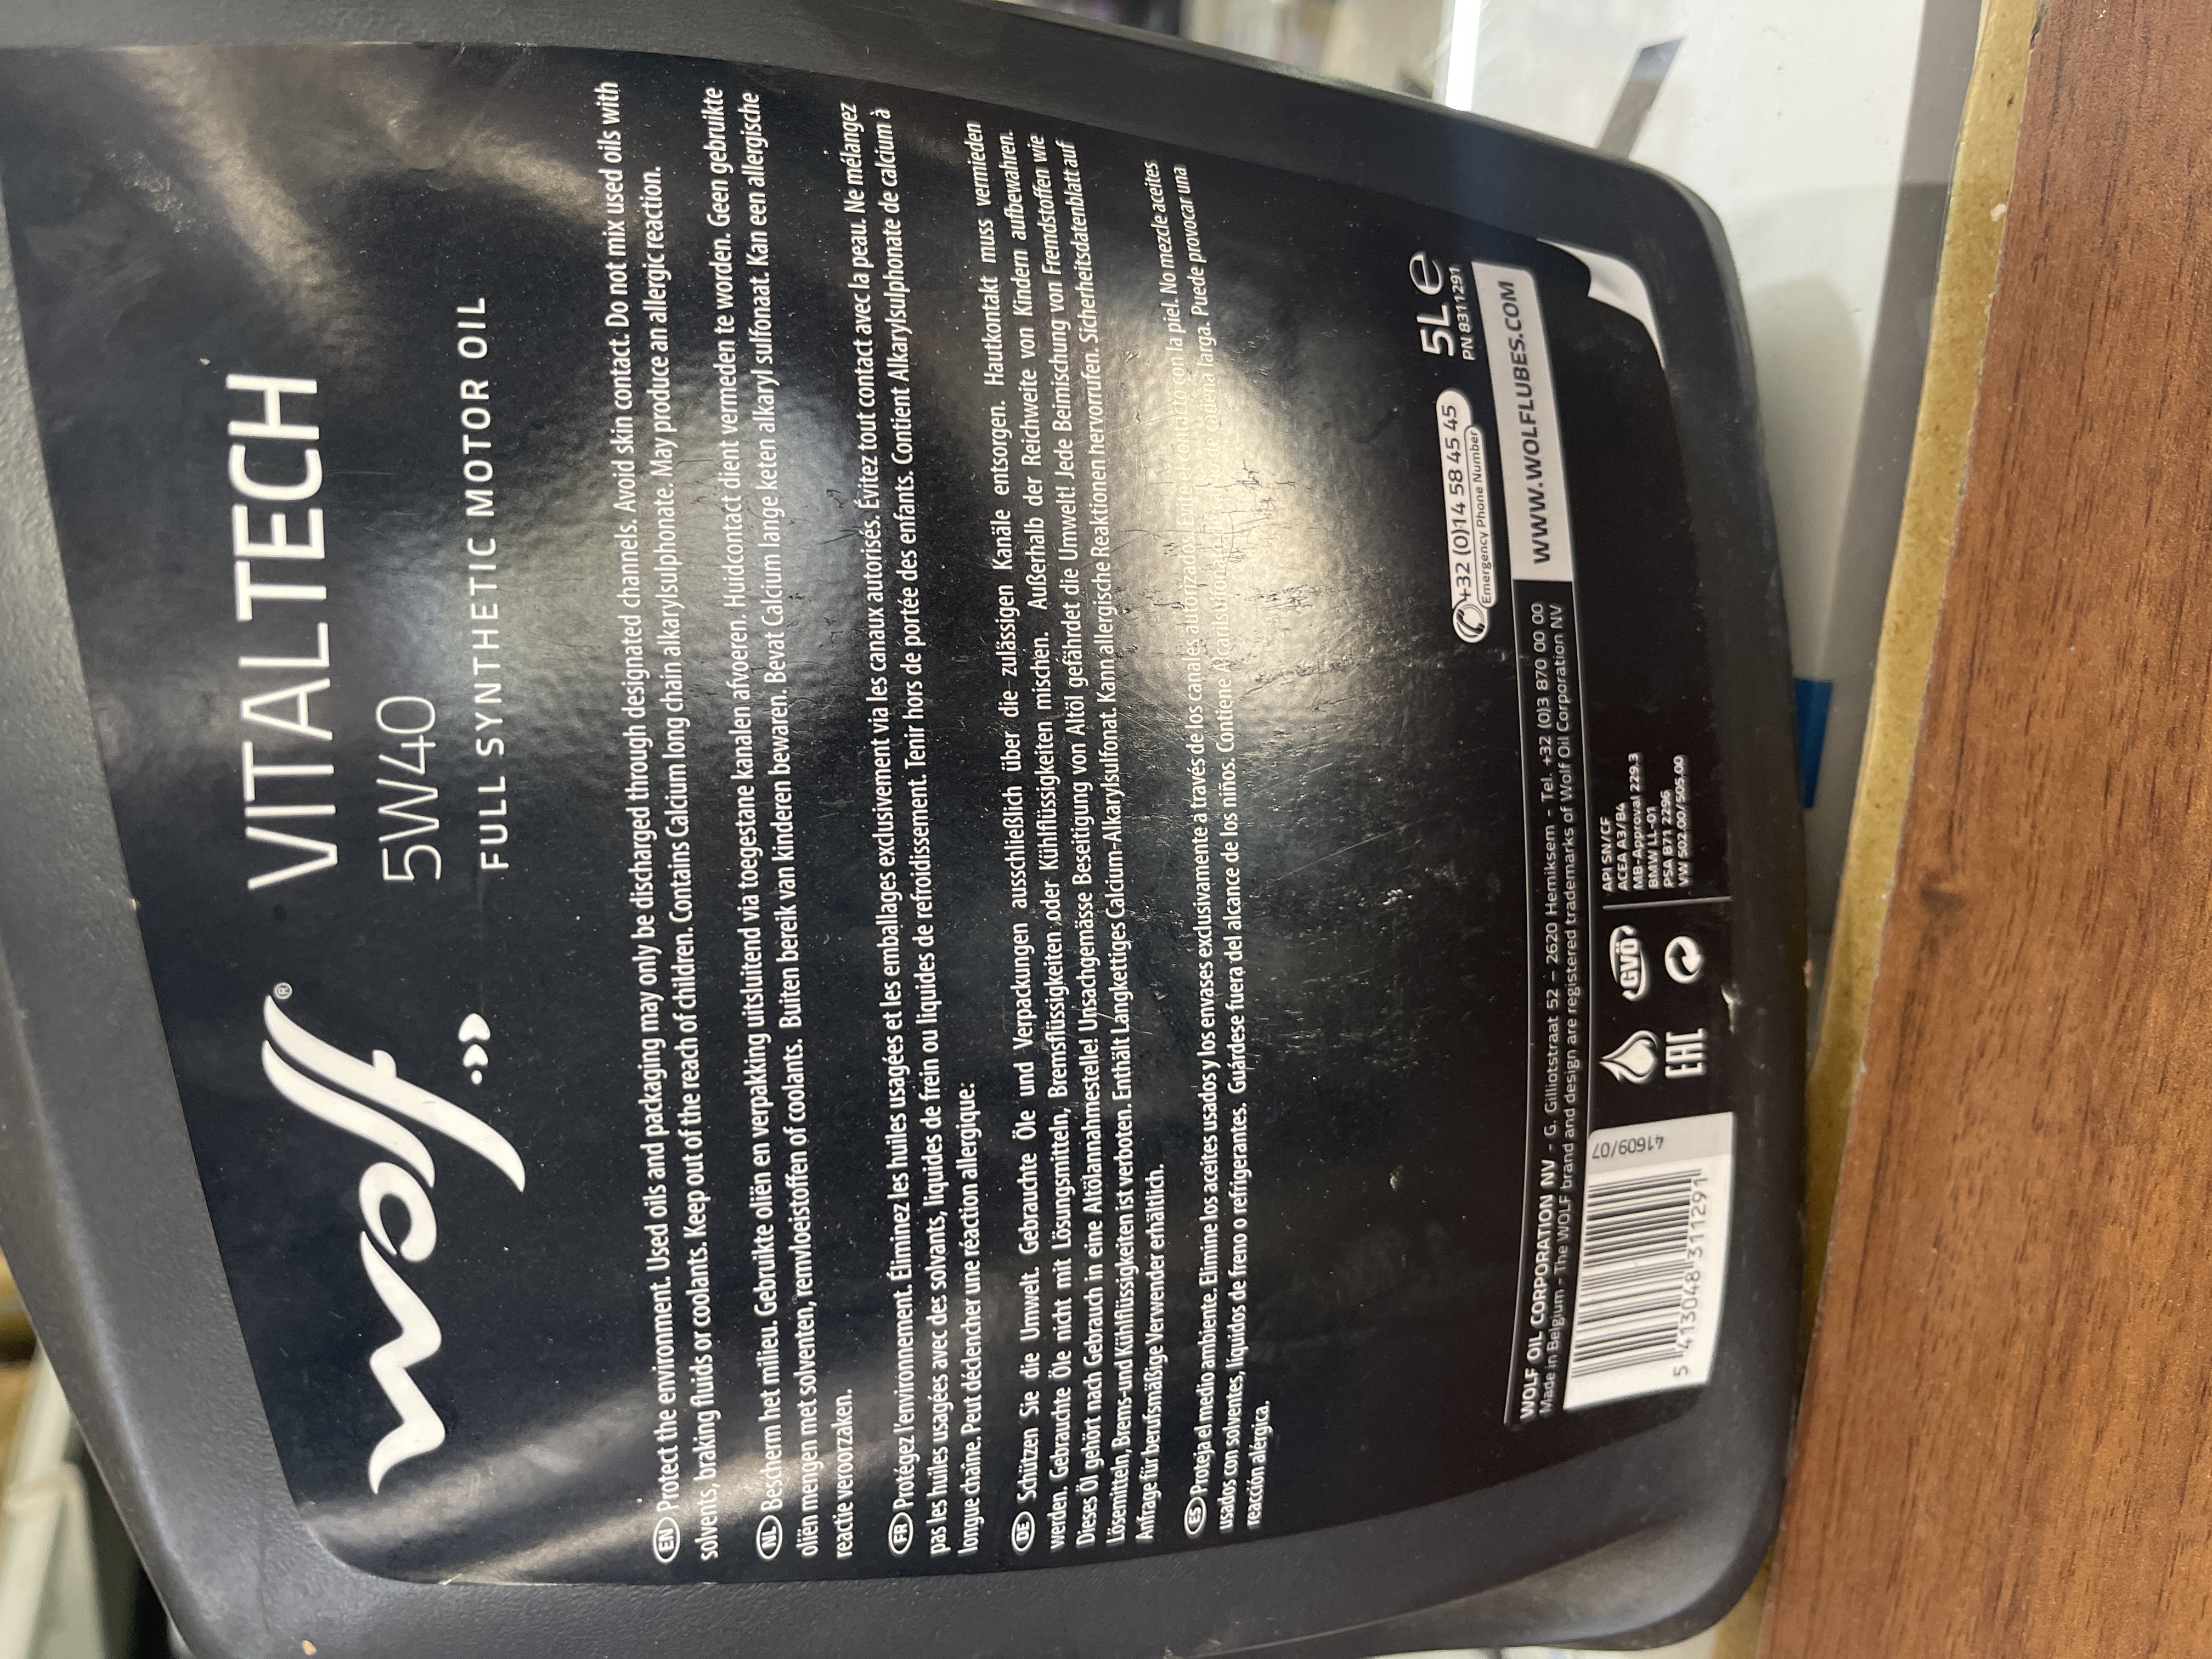 wolf®
VITALTECH
5W40
FULL SYNTHETIC MOTOR OIL
EN Protect the environment. Used oils and packaging may only be discharged through designated channels. Avoid skin contact. Do not mix used oils with
solvents, braking fluids or coolants. Keep out of the reach of children. Contains Calcium long chain alkarylsulphonate. May produce an allergic reaction.
NL Bescherm het milieu. Gebruikte oliën en verpakking uitsluitend via toegestane kanalen afvoeren. Huidcontact dient vermeden te worden. Geen gebruikte
oliën mengen met solventen, remvloeistoffen of coolants. Buiten bereik van kinderen bewaren. Bevat Calcium lange keten alkaryl sulfonaat. Kan een allergische
reactie veroorzaken.
FR Protégez l'environnement. Éliminez les huiles usagées et les emballages exclusivement via les canaux autorisés. Évitez tout contact avec la peau. Ne mélangez
pas les huiles usagées avec des solvants, liquides de frein ou liquides de refroidissement. Tenir hors de portée des enfants. Contient Alkarylsulphonate de calcium à
longue chaîne. Peut déclencher une réaction allergique.
DE Schützen Sie die Umwelt. Gebrauchte Öle und Verpackungen ausschließlich über die zulässigen Kanäle entsorgen. Hautkontakt muss vermieden
werden. Gebrauchte Öle nicht mit Lösungsmitteln, Bremsflüssigkeiten oder Kühlflüssigkeiten mischen. Außerhalb der Reichweite von Kindern aufbewahren.
Dieses Öl gehört nach Gebrauch in eine Altölannahmestelle! Unsachgemässe Beseitigung von Altöl gefährdet die Umwelt! Jede Beimischung von Fremdstoffen wie
Lösemitteln, Brems-und Kühlflüssigkeiten ist verboten. Enthält Langkettiges Calcium-Alkarylsulfonat. Kann allergische Reaktionen hervorrufen. Sicherheitsdatenblatt auf
Anfrage für berufsmäßige Verwender erhältlich.
ES Proteja el medio ambiente. Elimine los aceites usados y los envases exclusivamente a través de los canales autorizados. Evite el contacto con la piel. No mezcle aceites
usados con solventes, líquidos de freno o refrigerantes. Guárdese fuera del alcance de los niños. Contiene Alcarilsulfonato de cadena larga. Puede provocar una
reacción alérgica.
+32 (0)14 58 45 45
Emergency Phone Number
5L e
PN 8311291
WOLF OIL CORPORATION NV - G. Gilliotstraat 52 - 2620 Hemiksem - Tel. +32 (0)3 870 00 00
Made in Belgium - The WOLF brand and design are registered trademarks of Wolf Oil Corporation NV
WWW.WOLFLUBES.COM
5 413048 311291
41609/07
EAC
GVÖ
API SN/CF
ACEA A3/B4
MB-Approval 229.3
BMW LL-01
PSA B71 2296
VW 502.00/505.00